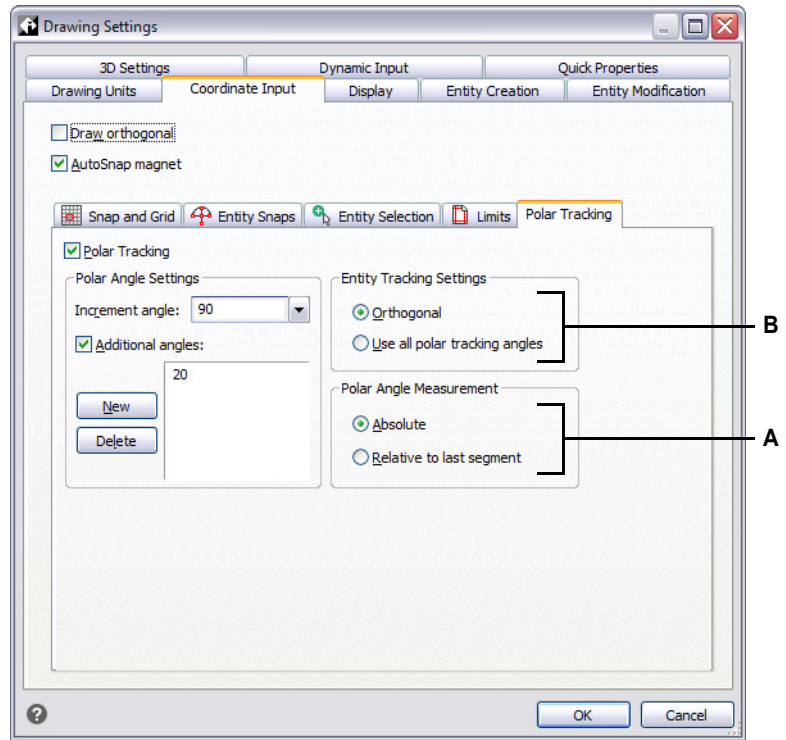 Drawing Settings
3D Settings Dynamic Input Quick Properties
Drawing Units Coordinate Input Display Entity Creation Entity Modification
Draw orthogonal
AutoSnap magnet
Snap and Grid Entity Snaps Entity Selection Limits Polar Tracking
Polar Tracking
Polar Angle Settings
Increment angle: 90
Additional angles:
20
New
Delete
Entity Tracking Settings
Orthogonal
Use all polar tracking angles
B
Polar Angle Measurement
Absolute
Relative to last segment
A
?
OK Cancel